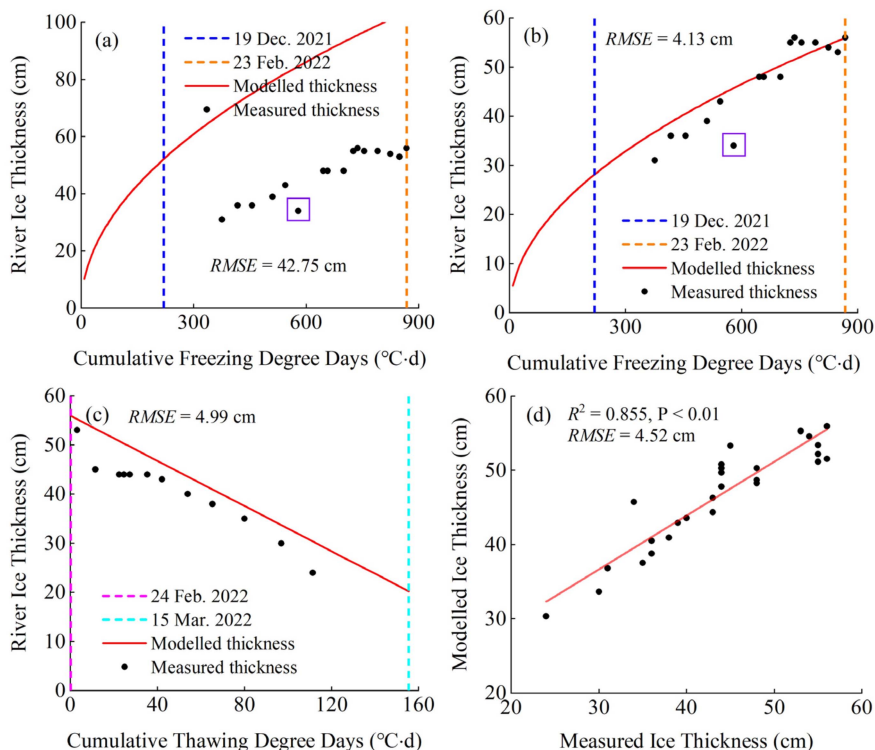 (a)
19 Dec. 2021
23 Feb. 2022
Modelled thickness
Measured thickness
RMSE = 42.75 cm
River Ice Thickness (cm)
100
80
60
40
20
0
0 300 600 900
Cumulative Freezing Degree Days (°C·d)
(b)
RMSE = 4.13 cm
19 Dec. 2021
23 Feb. 2022
Modelled thickness
Measured thickness
River Ice Thickness (cm)
60
50
40
30
20
10
0
0 300 600 900
Cumulative Freezing Degree Days (°C·d)
(c)
RMSE = 4.99 cm
24 Feb. 2022
15 Mar. 2022
Modelled thickness
Measured thickness
River Ice Thickness (cm)
60
50
40
30
20
10
0
0 40 80 120 160
Cumulative Thawing Degree Days (°C·d)
(d)
R² = 0.855, P < 0.01
RMSE = 4.52 cm
Modelled Ice Thickness (cm)
60
50
40
30
20
20 30 40 50 60
Measured Ice Thickness (cm)